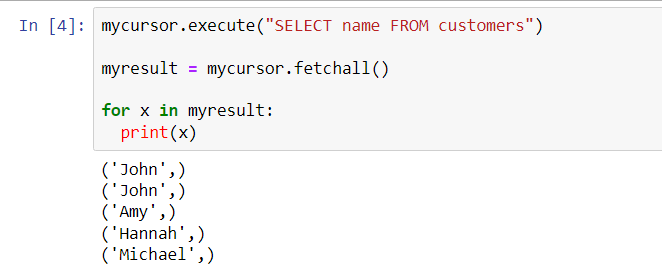 In [4]: mycursor.execute("SELECT name FROM customers")
myresult = mycursor.fetchall()
for x in myresult:
  print(x)
('John',)
('John',)
('Amy',)
('Hannah',)
('Michael',)